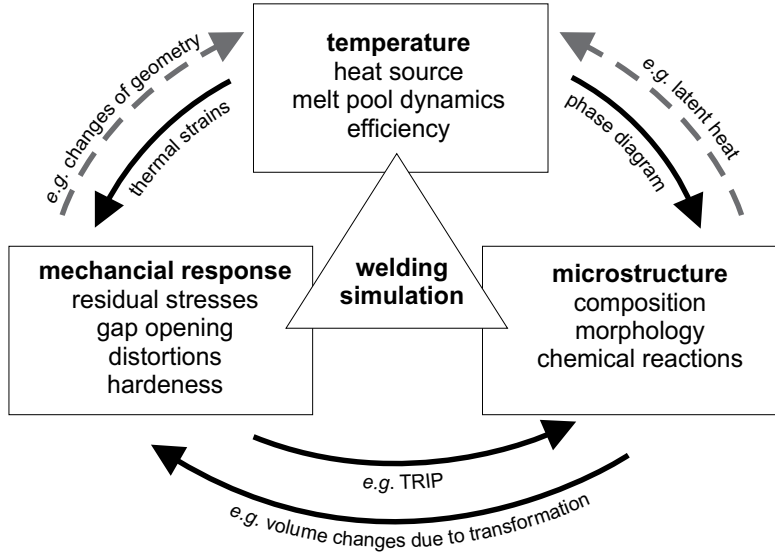 temperature
heat source
melt pool dynamics
efficiency
e.g. changes of geometry
thermal strains
phase diagram
e.g. latent heat
welding
simulation
mechancial response
residual stresses
gap opening
distortions
hardeness
microstructure
composition
morphology
chemical reactions
e.g. TRIP
e.g. volume changes due to transformation